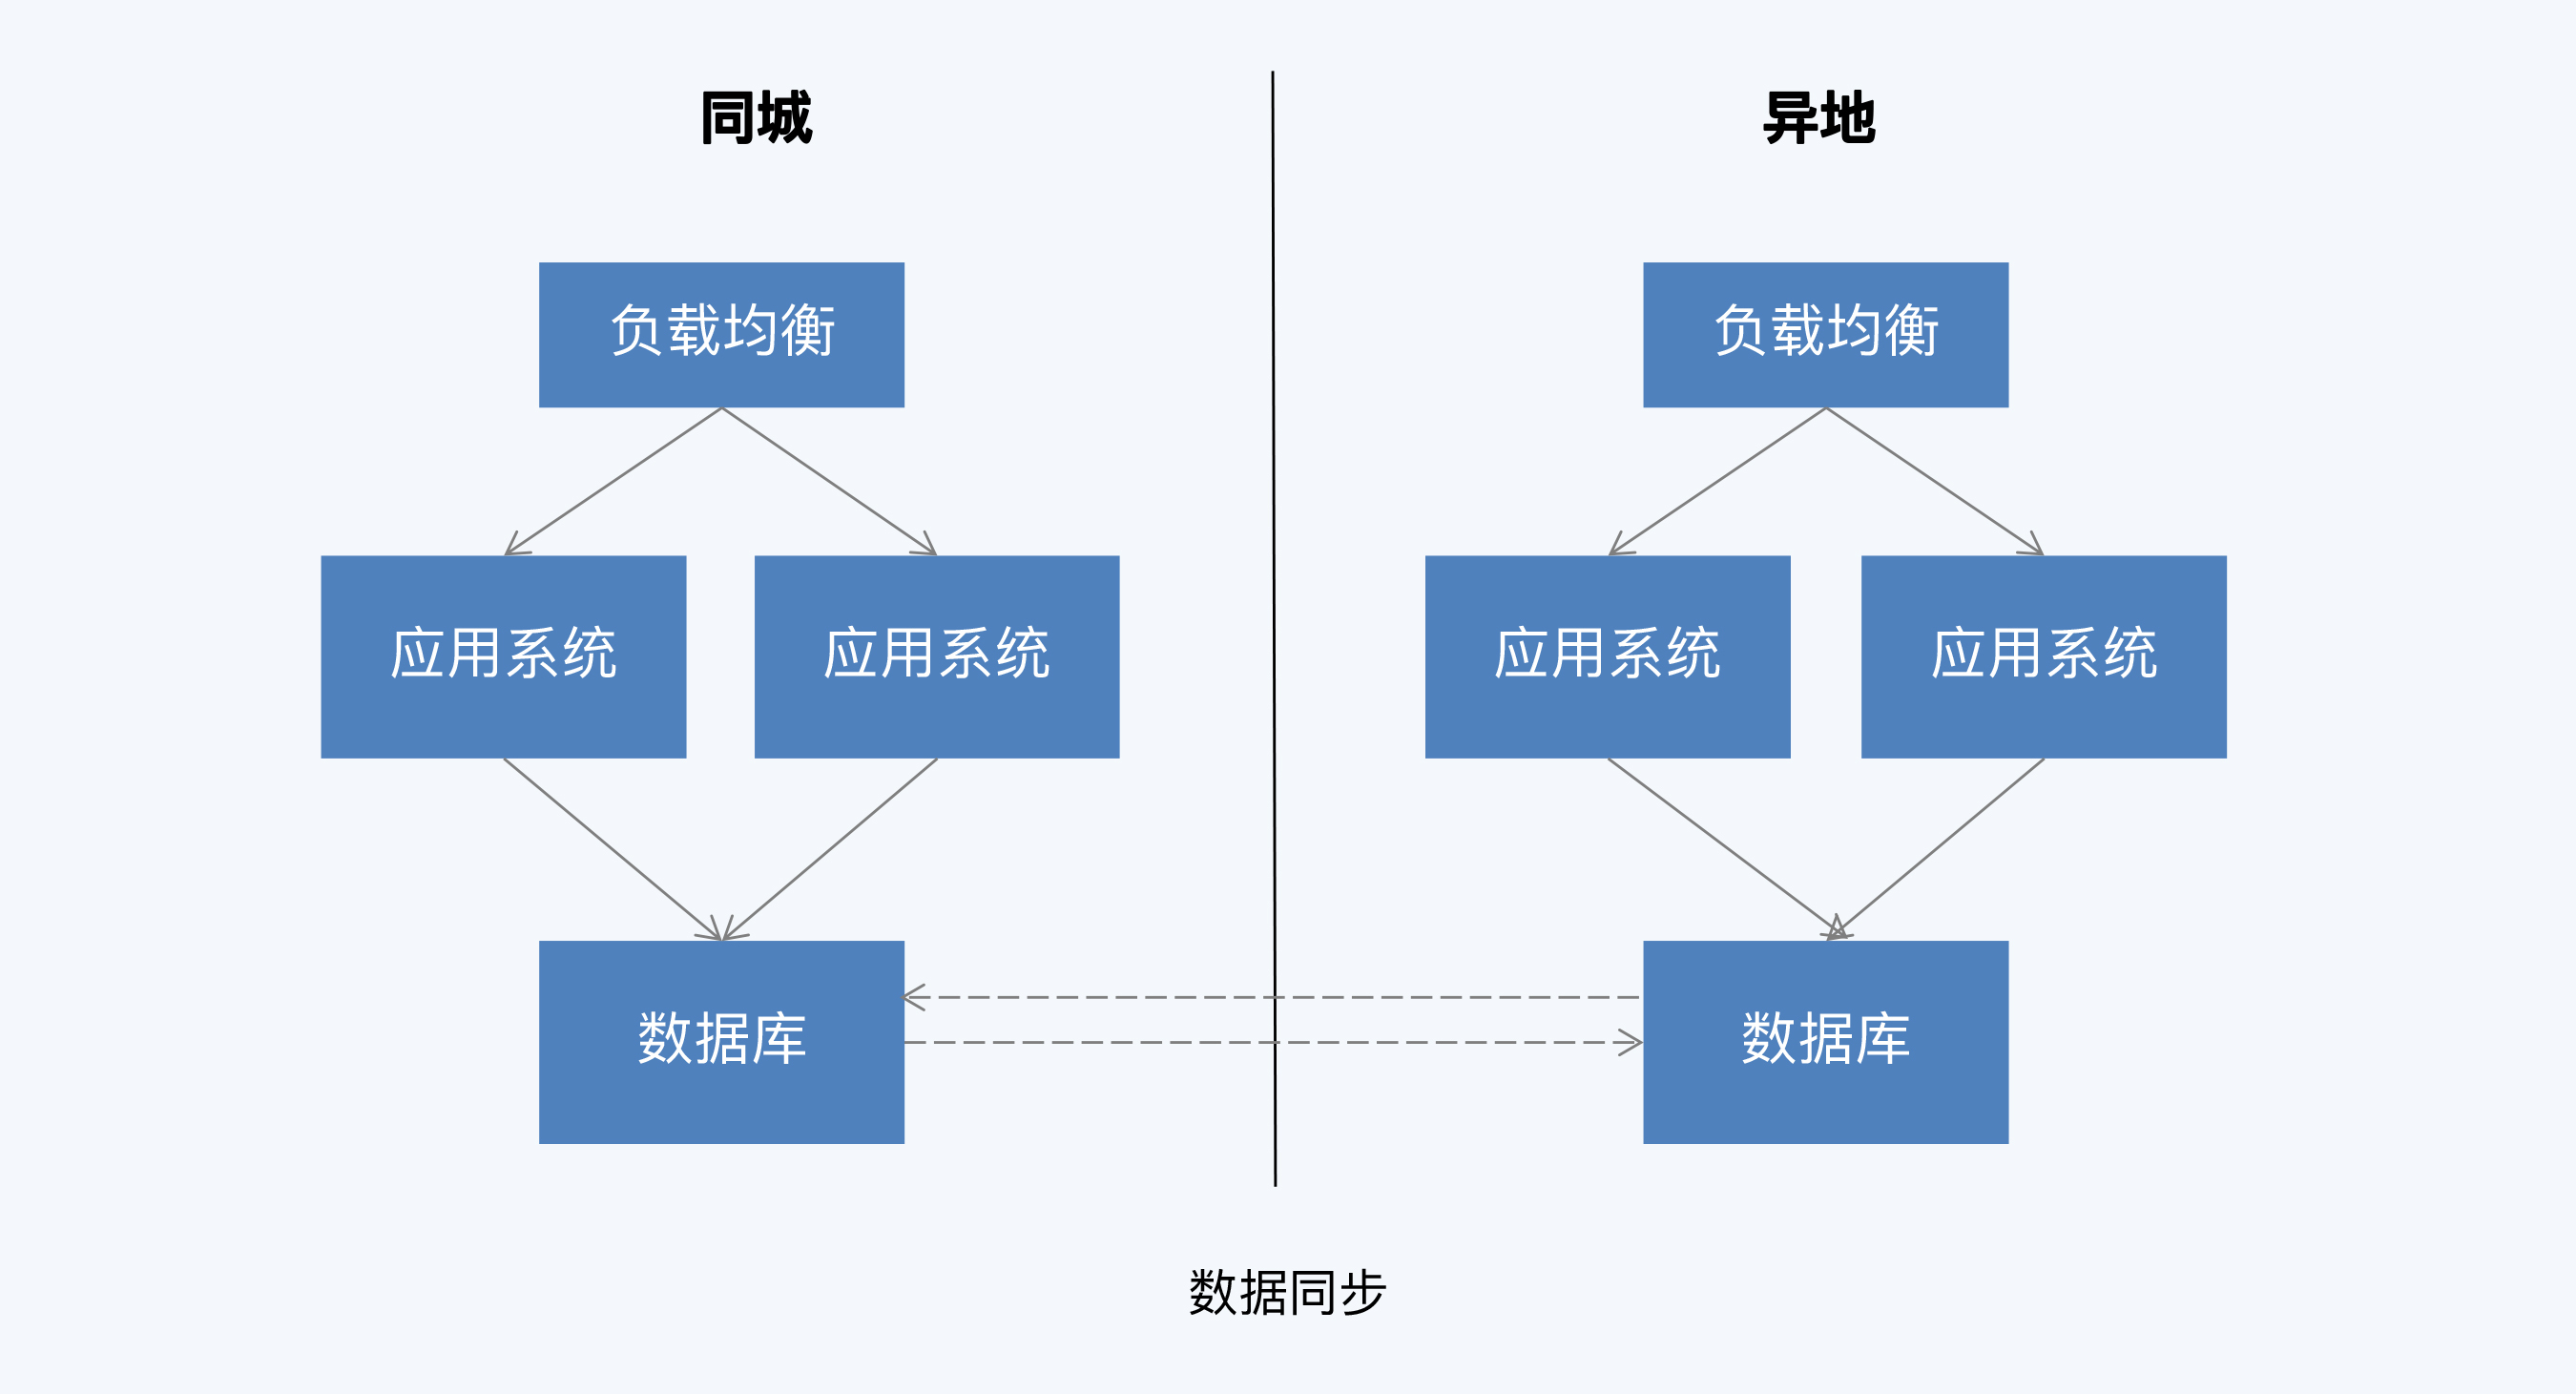 同城
异地
负载均衡
负载均衡
应用系统
应用系统
应用系统
应用系统
数据库
数据库
数据同步